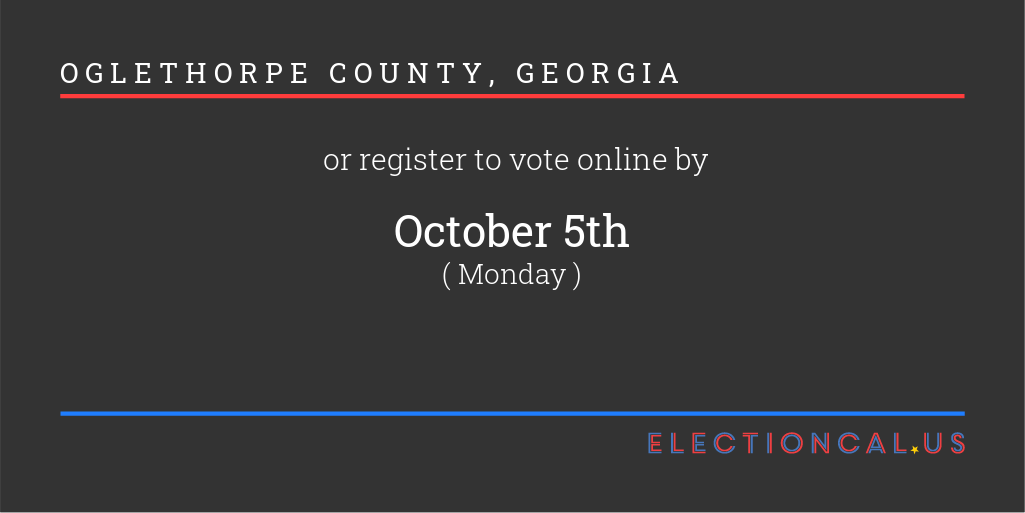 OGLETHORPE COUNTY, GEORGIA
or register to vote online by
October 5th
( Monday )
ELECTIONCAL.US